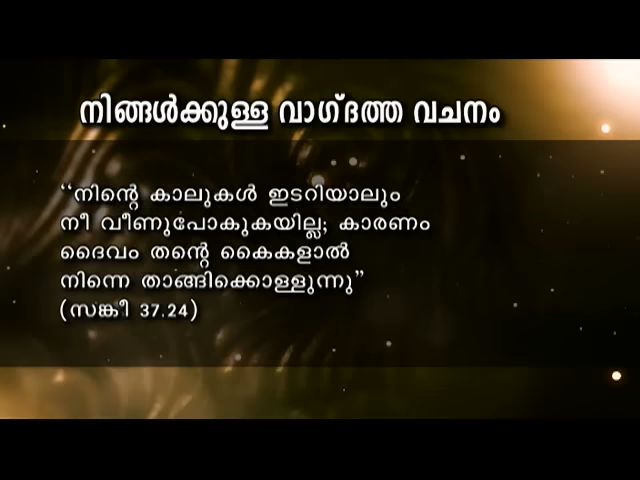 നിങ്ങൾക്കുള്ള വാഗ്ദത്ത വചനം
‘‘നിന്റെ കാലുകൾ ഇടറിയാലും
നീ വീണുപോകുകയില്ല; കാരണം
ദൈവം തന്റെ കൈകളാൽ
നിന്നെ താങ്ങിക്കൊള്ളുന്നു”
(സങ്കീ 37.24)